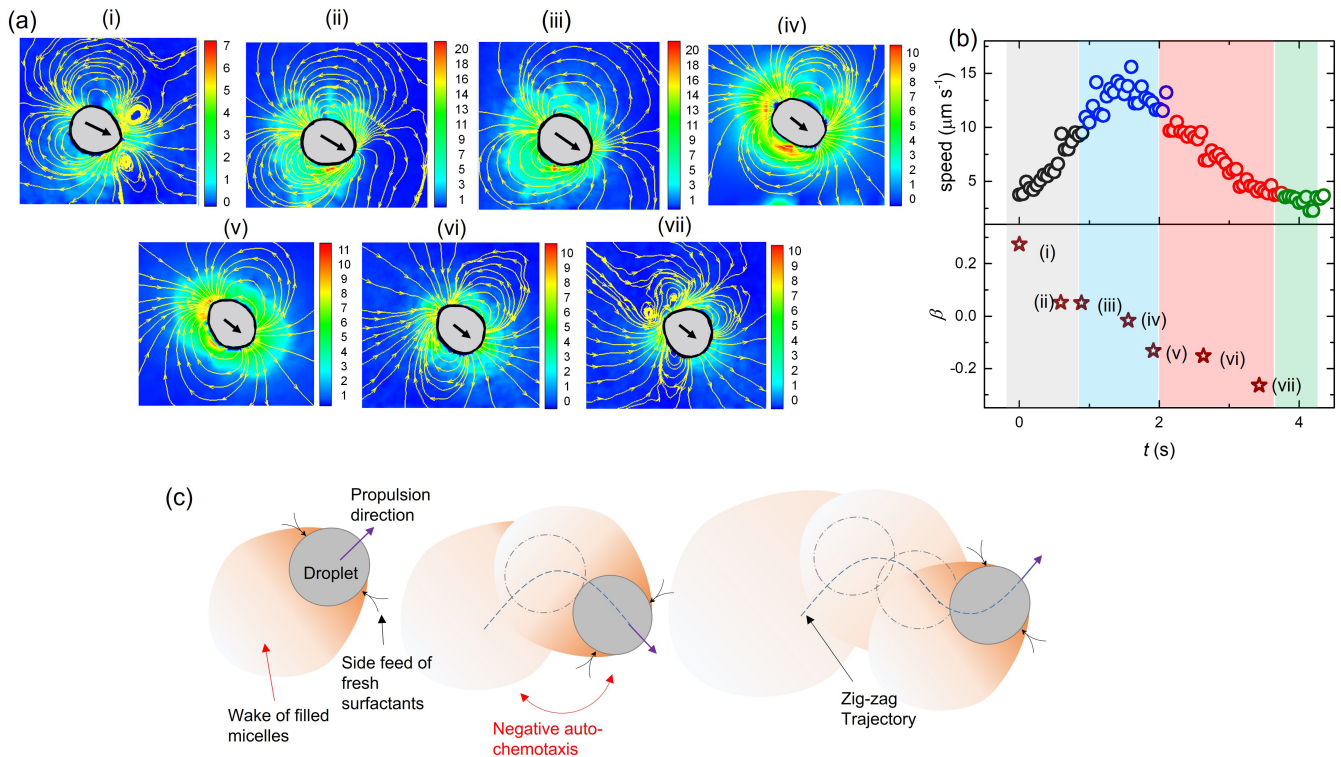 (a)
(i)
(ii)
(iii)
(iv)
7
6
5
4
3
2
1
0
20
18
16
13
11
9
7
5
3
1
21
20
18
16
13
11
9
7
5
3
1
10
9
8
7
6
5
4
3
2
1
0
(v)
(vi)
(vii)
11
10
9
8
7
6
5
4
3
2
1
10
9
8
7
6
5
4
3
2
1
0
10
9
8
7
6
5
4
3
2
1
0
(b)
15
10
5
speed (μm s⁻¹)
0.2
0.0
-0.2
β
(i)
(ii)
(iii)
(iv)
(v)
(vi)
(vii)
0
2
4
t (s)
(c)
Propulsion
direction
Droplet
Side feed of
fresh
surfactants
Wake of filled
micelles
Negative auto-
chemotaxis
Zig-zag
Trajectory